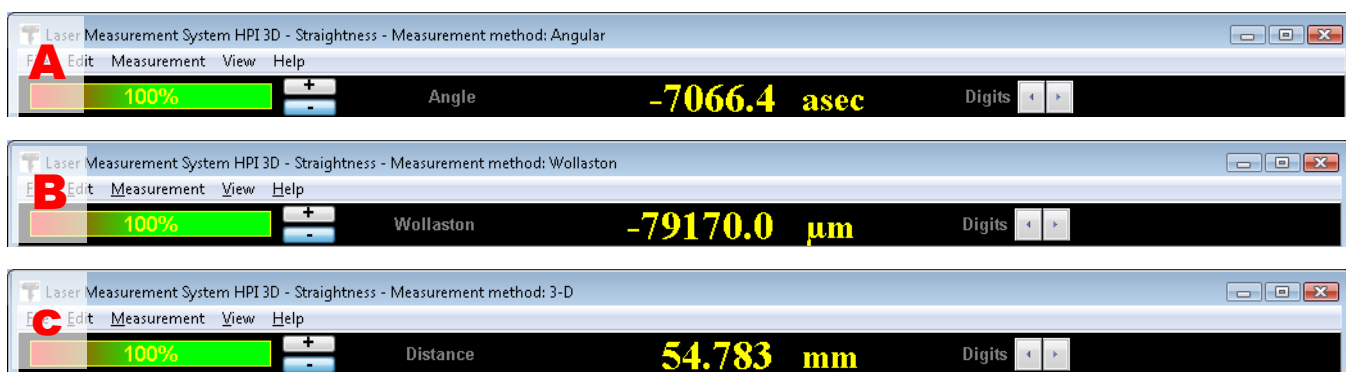 Laser Measurement System HPI 3D - Straightness - Measurement method: Angular
A
File Edit Measurement View Help
100% + - Angle -7066.4 asec Digits
Laser Measurement System HPI 3D - Straightness - Measurement method: Wollaston
B
File Edit Measurement View Help
100% + - Wollaston -79170.0 µm Digits
Laser Measurement System HPI 3D - Straightness - Measurement method: 3-D
C
File Edit Measurement View Help
100% + - Distance 54.783 mm Digits